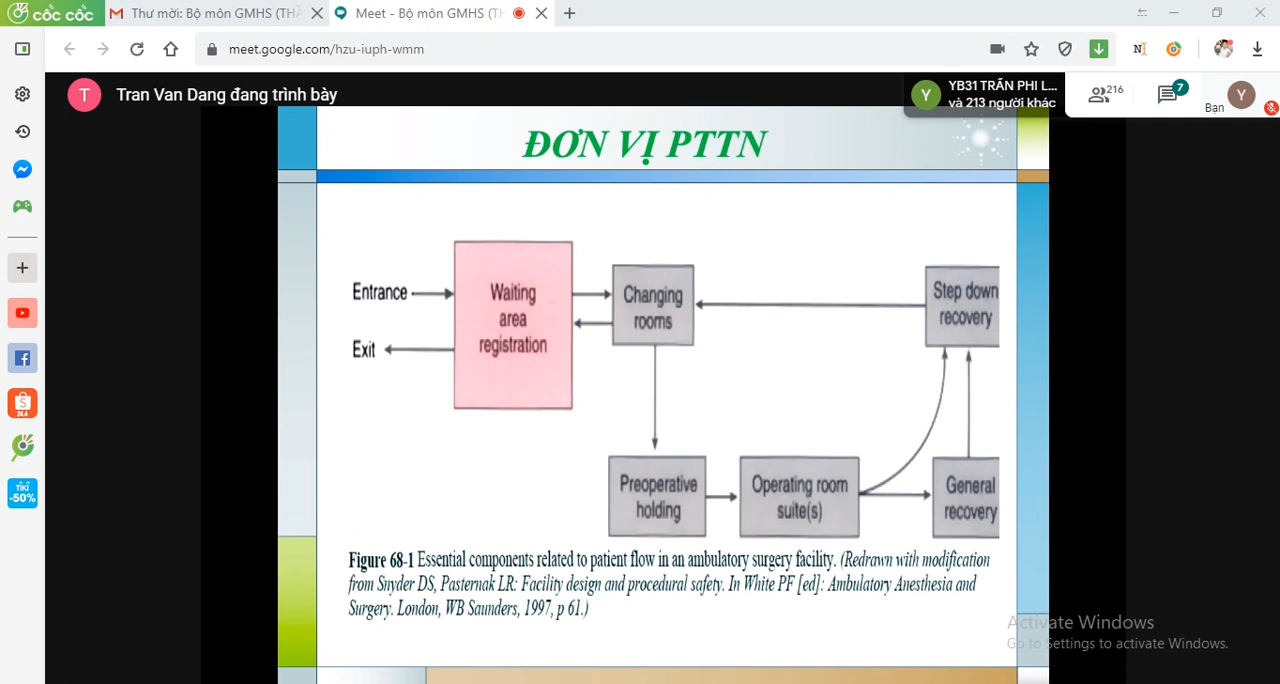 cốc cốc
Thư mời: Bộ môn GMHS (THẦ
Meet - Bộ môn GMHS (TH
meet.google.com/hzu-iuph-wmm
T
Tran Van Dang đang trình bày
Y
YB31 TRẦN PHI L...
và 213 người khác
216
7
Bạn
Y
ĐƠN VỊ PTTN
Entrance
Exit
Waiting
area
registration
Changing
rooms
Step down
recovery
Preoperative
holding
Operating room
suite(s)
General
recovery
Figure 68-1 Essential components related to patient flow in an ambulatory surgery facility. (Redrawn with modification
from Snyder DS, Pasternak LR: Facility design and procedural safety. In White PF [ed]: Ambulatory Anesthesia and
Surgery. London, WB Saunders, 1997, p 61.)
TIKI
-50%
Activate Windows
Go to Settings to activate Windows.